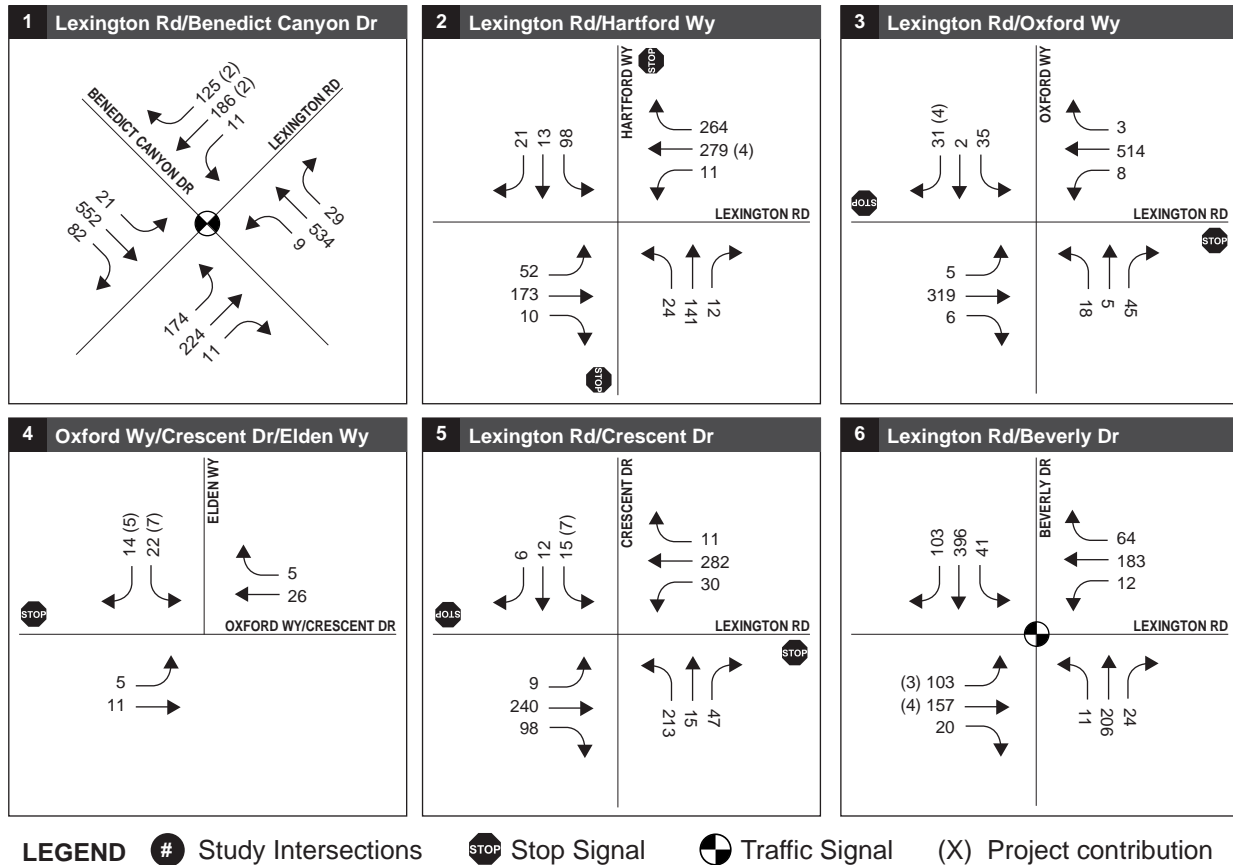 1 Lexington Rd/Benedict Canyon Dr
BENEDICT CANYON DR
LEXINGTON RD
125 (2)
186 (2)
11
21
552
82
29
534
9
174
224
11
2 Lexington Rd/Hartford Wy
HARTFORD WY
STOP
21
13
98
264
279 (4)
11
LEXINGTON RD
52
173
10
24
141
12
STOP
3 Lexington Rd/Oxford Wy
OXFORD WY
31 (4)
2
35
3
514
8
STOP
LEXINGTON RD
STOP
5
319
6
18
5
45
4 Oxford Wy/Crescent Dr/Elden Wy
ELDEN WY
14 (5)
22 (7)
5
26
STOP
OXFORD WY/CRESCENT DR
5
11
5 Lexington Rd/Crescent Dr
CRESCENT DR
6
12
15 (7)
11
282
30
STOP
LEXINGTON RD
STOP
9
240
98
213
15
47
6 Lexington Rd/Beverly Dr
BEVERLY DR
103
396
41
64
183
12
LEXINGTON RD
(3) 103
(4) 157
20
11
206
24
LEGEND # Study Intersections STOP Stop Signal Traffic Signal (X) Project contribution